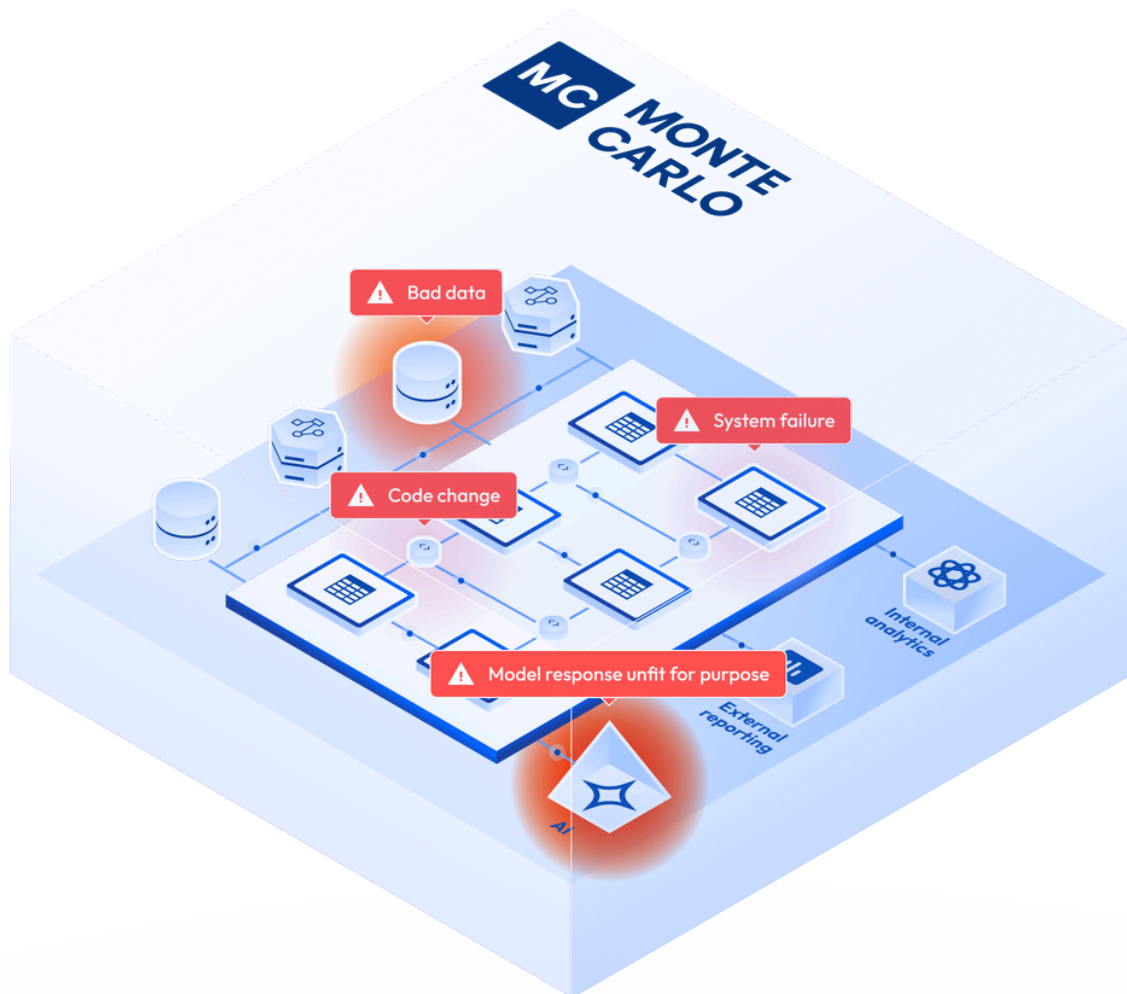 MC
MONTE
CARLO
Bad data
System failure
Code change
Internal
analytics
Model response unfit for purpose
External
reporting
AI